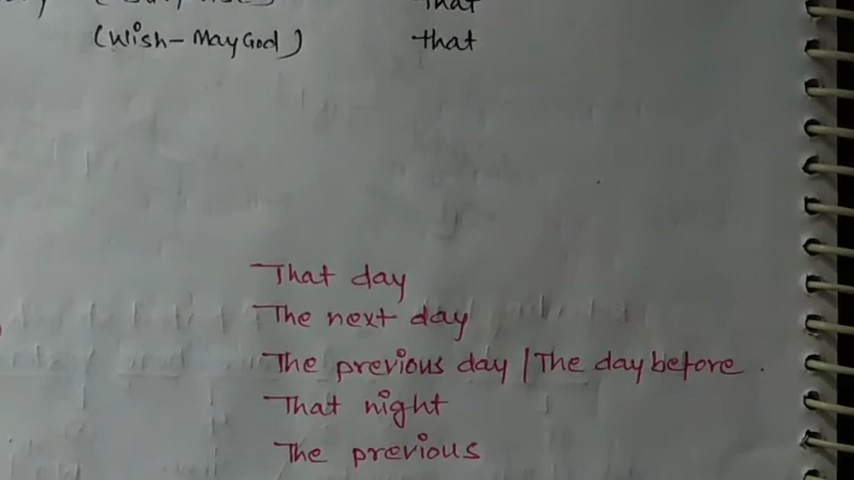 that
(Wish-May God) that
That day
The next day
The previous day / The day before.
That night
The previous